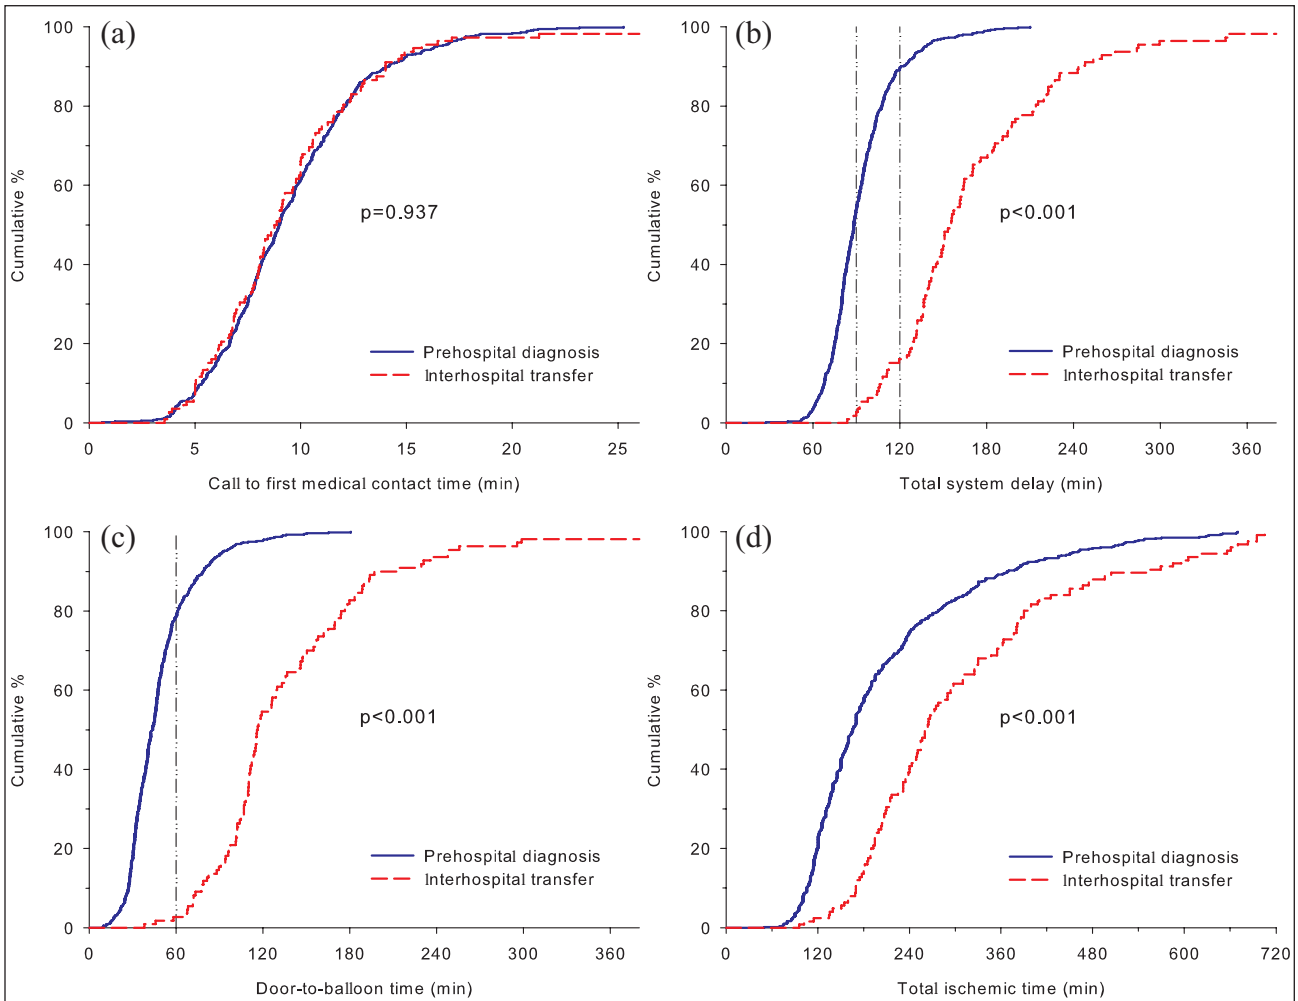 (a)
100
80
60
40
20
0
Cumulative %
p=0.937
Prehospital diagnosis
Interhospital transfer
0 5 10 15 20 25
Call to first medical contact time (min)
(b)
100
80
60
40
20
0
Cumulative %
p<0.001
Prehospital diagnosis
Interhospital transfer
0 60 120 180 240 300 360
Total system delay (min)
(c)
100
80
60
40
20
0
Cumulative %
p<0.001
Prehospital diagnosis
Interhospital transfer
0 60 120 180 240 300 360
Door-to-balloon time (min)
(d)
100
80
60
40
20
0
Cumulative %
p<0.001
Prehospital diagnosis
Interhospital transfer
0 120 240 360 480 600 720
Total ischemic time (min)